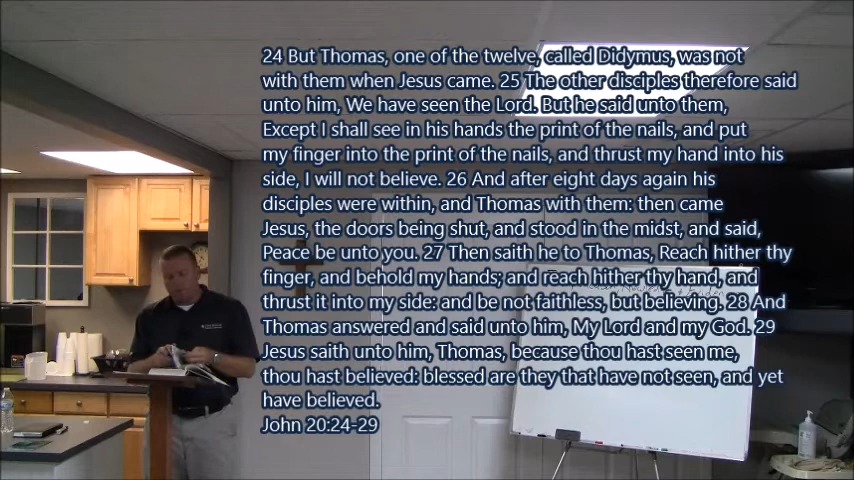 24 But Thomas, one of the twelve, called Didymus, was not
with them when Jesus came. 25 The other disciples therefore said
unto him, We have seen the Lord. But he said unto them,
Except I shall see in his hands the print of the nails, and put
my finger into the print of the nails, and thrust my hand into his
side, I will not believe. 26 And after eight days again his
disciples were within, and Thomas with them: then came
Jesus, the doors being shut, and stood in the midst, and said,
Peace be unto you. 27 Then saith he to Thomas, Reach hither thy
finger, and behold my hands; and reach hither thy hand, and
thrust it into my side: and be not faithless, but believing. 28 And
Thomas answered and said unto him, My Lord and my God. 29
Jesus saith unto him, Thomas, because thou hast seen me,
thou hast believed: blessed are they that have not seen, and yet
have believed.
John 20:24-29